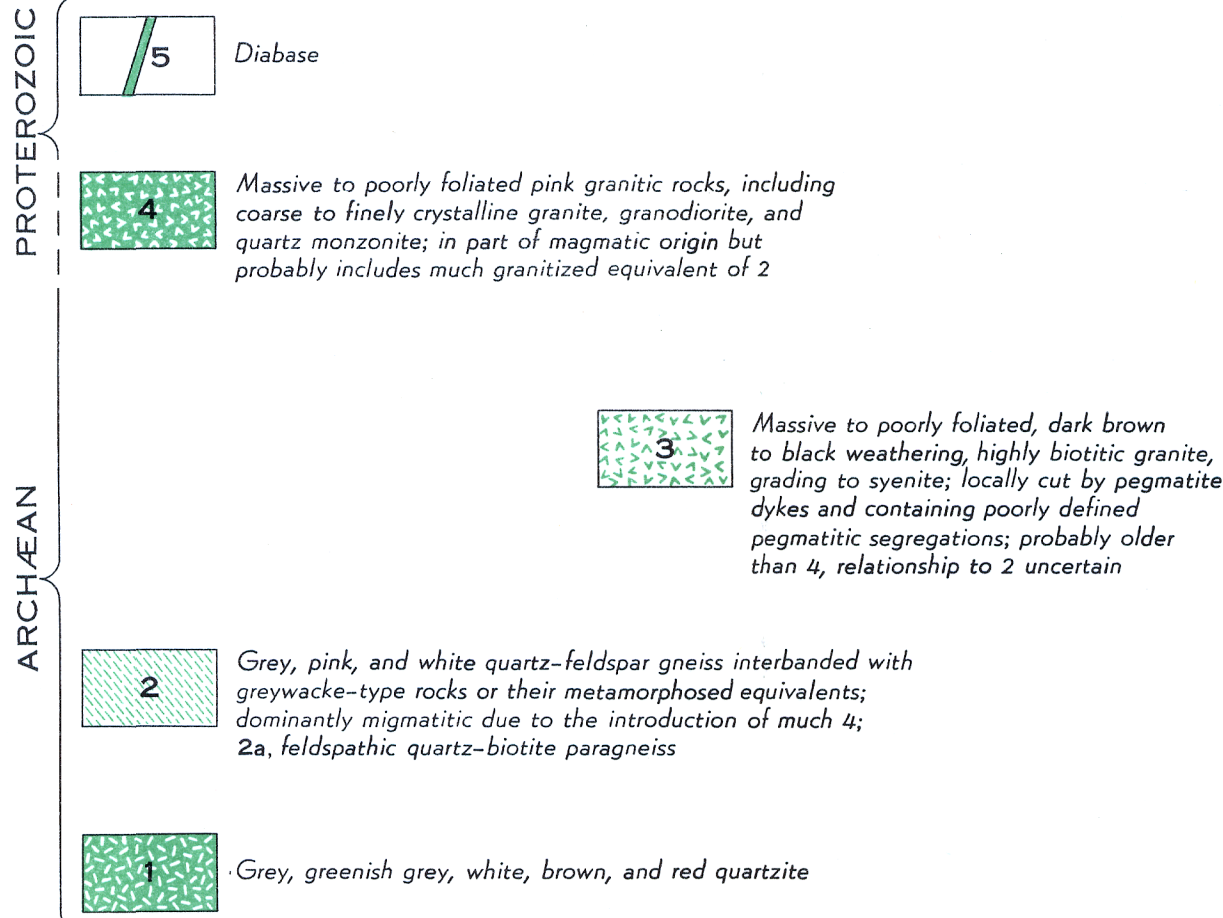 PROTEROZOIC
5
Diabase
4
Massive to poorly foliated pink granitic rocks, including
coarse to finely crystalline granite, granodiorite, and
quartz monzonite; in part of magmatic origin but
probably includes much granitized equivalent of 2
3
Massive to poorly foliated, dark brown
to black weathering, highly biotitic granite,
grading to syenite; locally cut by pegmatite
dykes and containing poorly defined
pegmatitic segregations; probably older
than 4, relationship to 2 uncertain
ARCHÆAN
2
Grey, pink, and white quartz-feldspar gneiss interbanded with
greywacke-type rocks or their metamorphosed equivalents;
dominantly migmatitic due to the introduction of much 4;
2a, feldspathic quartz-biotite paragneiss
1
Grey, greenish grey, white, brown, and red quartzite